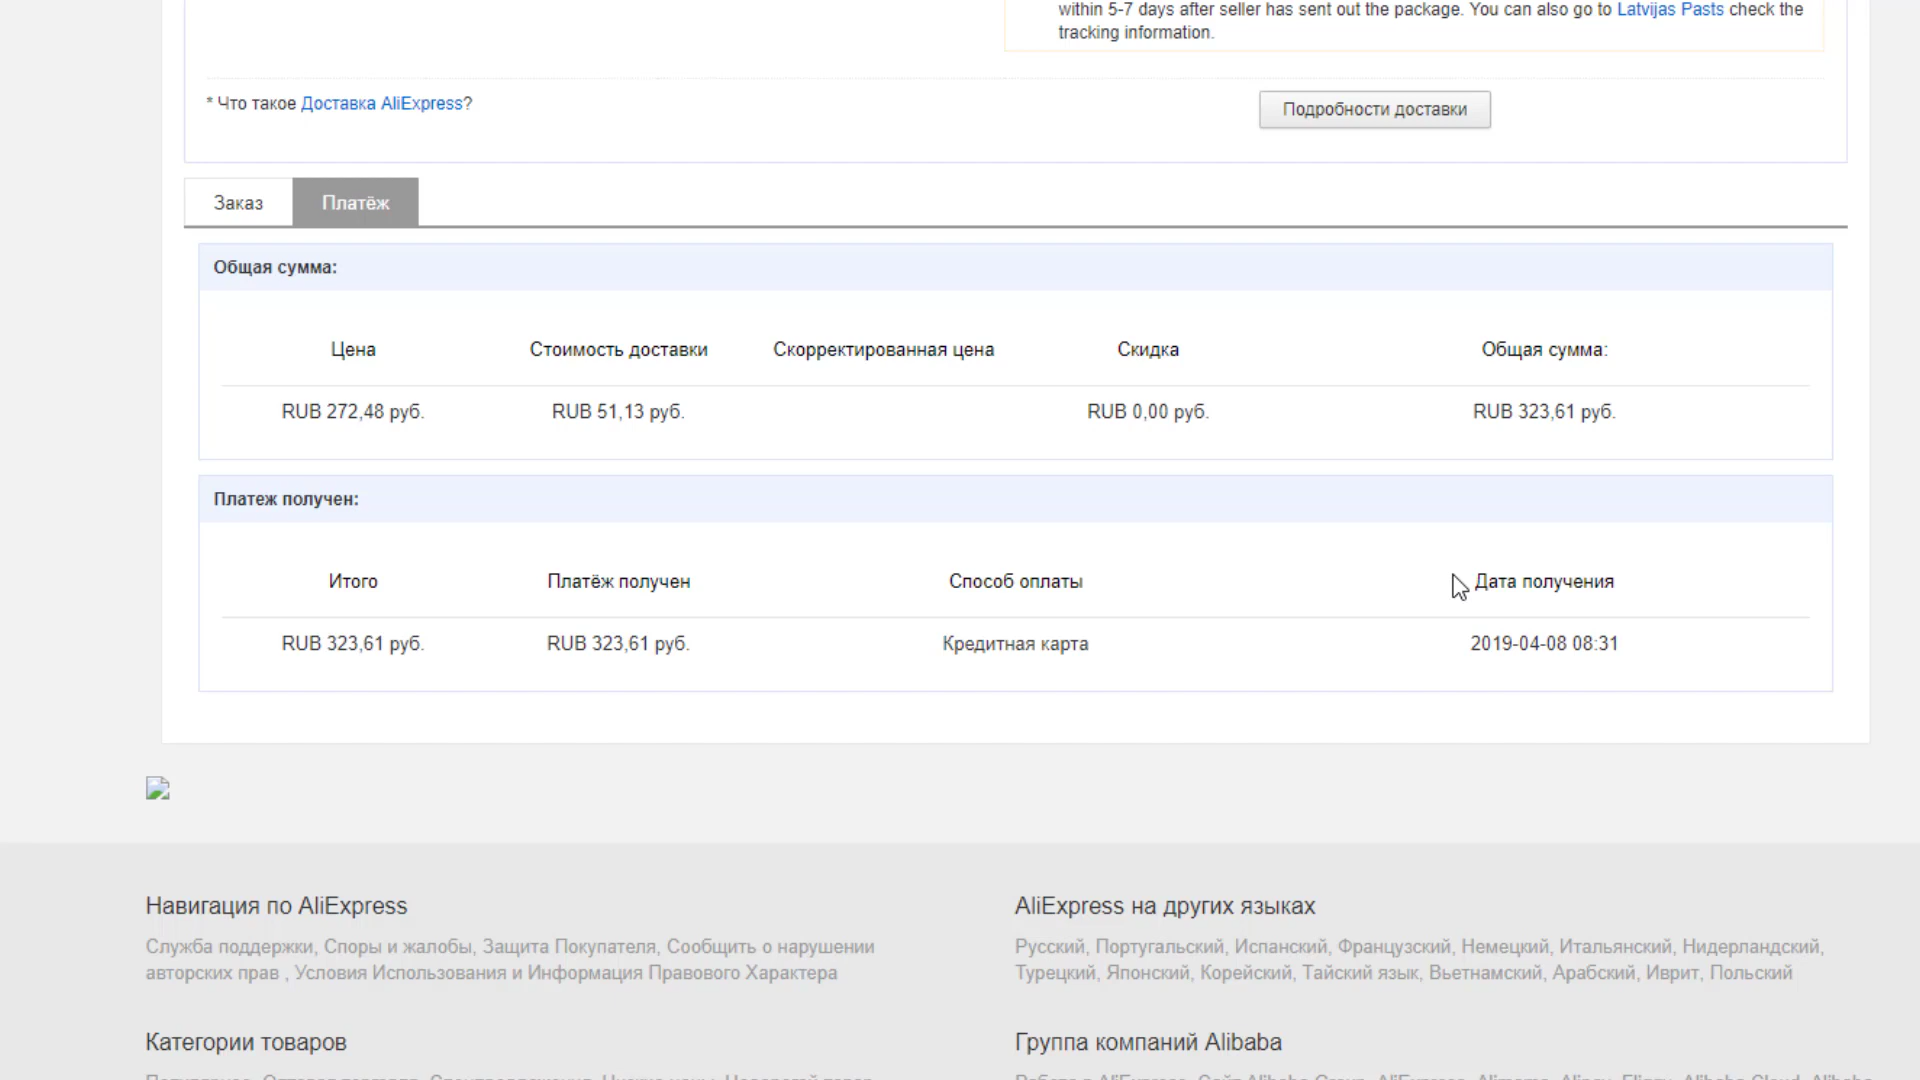 within 5-7 days after seller has sent out the package. You can also go to Latvijas Pasts check the
tracking information.
* Что такое Доставка AliExpress?
Подробности доставки
Заказ Платёж
Общая сумма:
Цена Стоимость доставки Скорректированная цена Скидка Общая сумма:
RUB 272,48 руб. RUB 51,13 руб. RUB 0,00 руб. RUB 323,61 руб.
Платеж получен:
Итого Платёж получен Способ оплаты Дата получения
RUB 323,61 руб. RUB 323,61 руб. Кредитная карта 2019-04-08 08:31
Навигация по AliExpress
Служба поддержки, Споры и жалобы, Защита Покупателя, Сообщить о нарушении
авторских прав , Условия Использования и Информация Правового Характера
AliExpress на других языках
Русский, Португальский, Испанский, Французский, Немецкий, Итальянский, Нидерландский,
Турецкий, Японский, Корейский, Тайский язык, Вьетнамский, Арабский, Иврит, Польский
Категории товаров
Группа компаний Alibaba